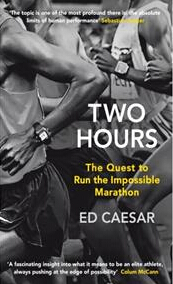 'The topic is one of the most profound there is: the absolute
limits of human performance' Sebastian Junger
TWO
HOURS
The Quest to
Run the Impossible
Marathon
ED CAESAR
'A fascinating insight into what it means to be an elite athlete,
always pushing at the edge of possibility' Colum McCann